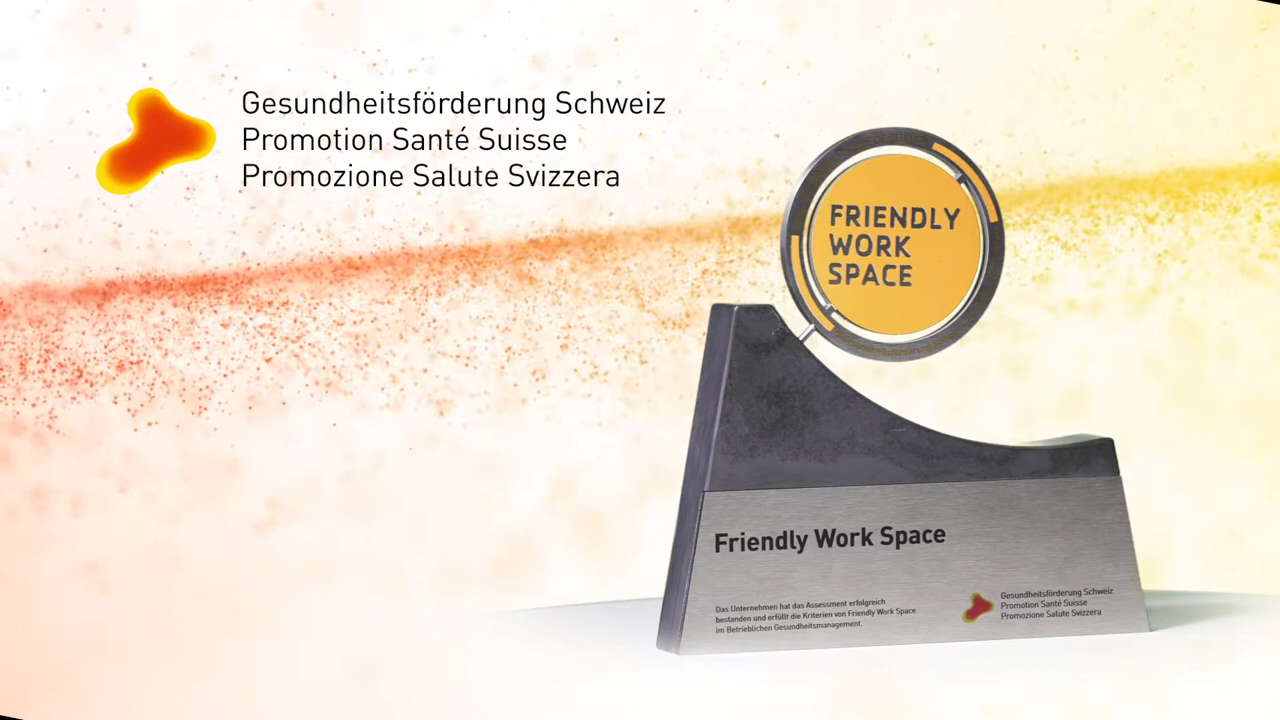 Gesundheitsförderung Schweiz
Promotion Santé Suisse
Promozione Salute Svizzera
FRIENDLY
WORK
SPACE
Friendly Work Space
Das Unternehmen hat das Assessment erfolgreich
bestanden und erfüllt die Kriterien von Friendly Work Space
im Betrieblichen Gesundheitsmanagement.
Gesundheitsförderung Schweiz
Promotion Santé Suisse
Promozione Salute Svizzera